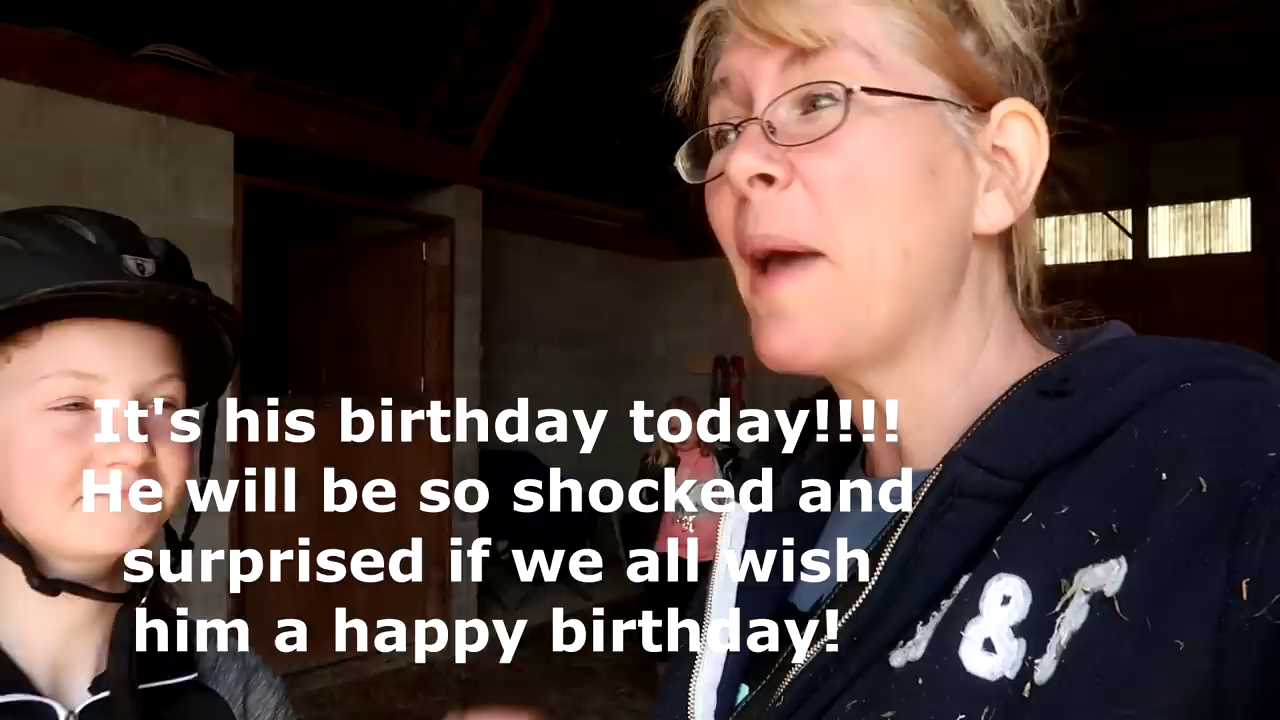 It's his birthday today!!!!
He will be so shocked and
surprised if we all wish
him a happy birthday!
&